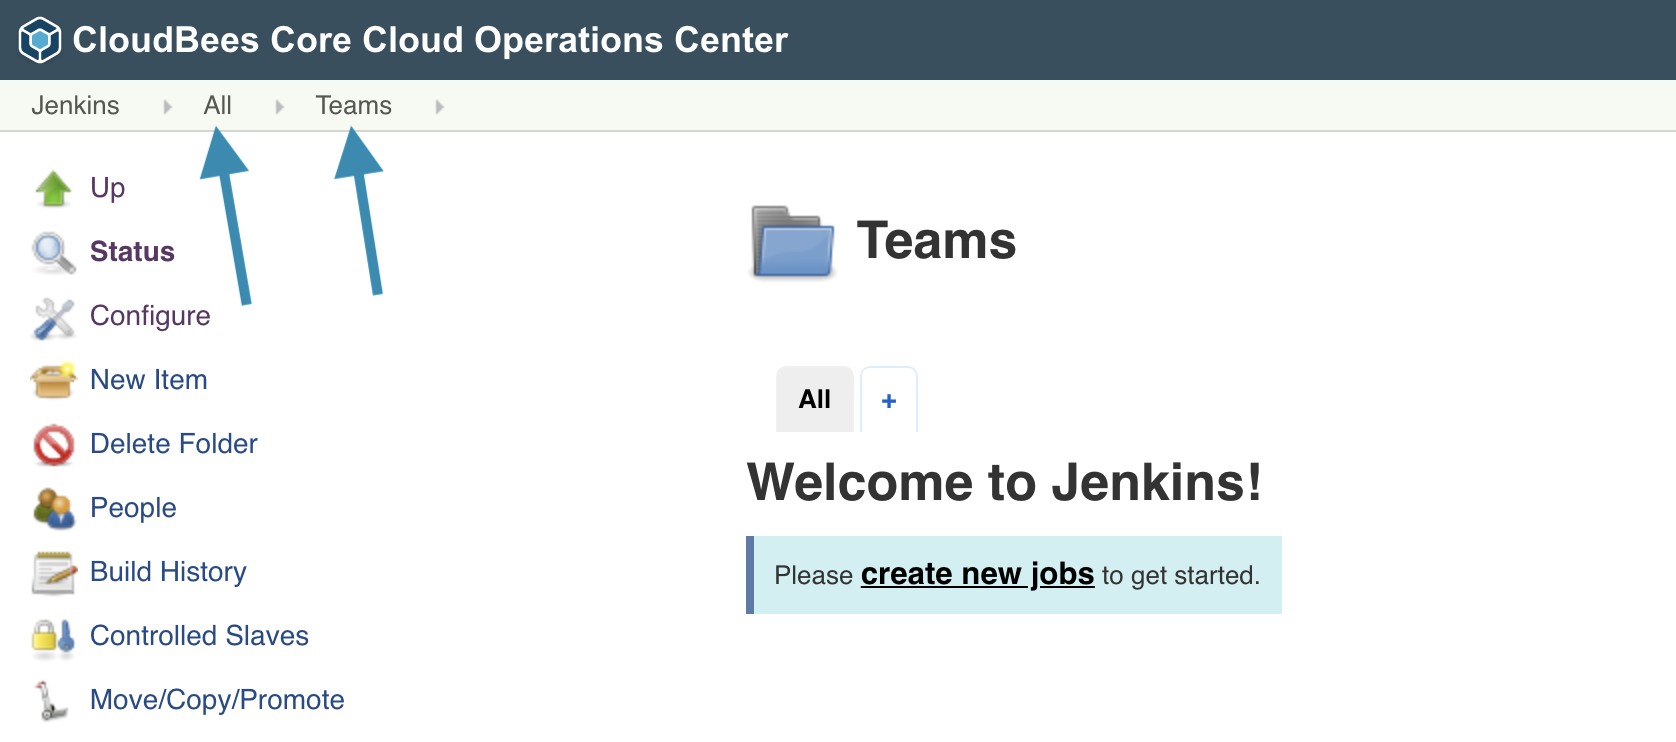 CloudBees Core Cloud Operations Center
Jenkins All Teams
Up
Status
Configure
New Item
Delete Folder
People
Build History
Controlled Slaves
Move/Copy/Promote
Teams
All +
Welcome to Jenkins!
Please create new jobs to get started.